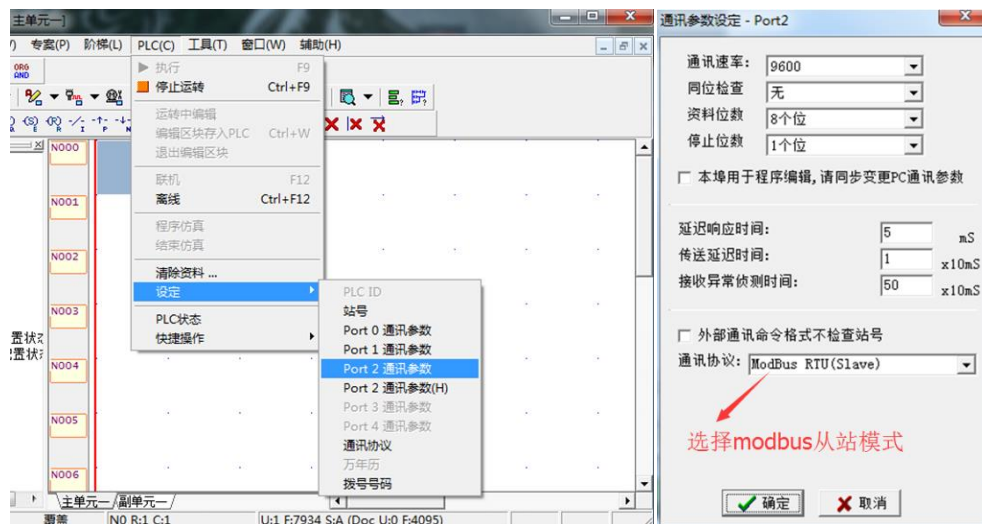 主单元一]
专案(P) 阶梯(L) PLC(C) 工具(T) 窗口(W) 辅助(H)
ORG
AND
执行 F9
停止运转 Ctrl+F9
运转中编辑
编辑区块存入PLC Ctrl+W
退出编辑区块
联机 F12
离线 Ctrl+F12
程序仿真
结束仿真
清除资料 ...
设定
PLC状态
快捷操作
PLC ID
站号
Port 0 通讯参数
Port 1 通讯参数
Port 2 通讯参数
Port 2 通讯参数(H)
Port 3 通讯参数
Port 4 通讯参数
通讯协议
万年历
拨号号码
N000
N001
N002
N003
N004
N005
N006
置状
置状
主单元一 副单元一
覆盖 N0 R:1 C:1 U:1 F:7934 S:A (Doc U:0 F:4095)
通讯参数设定 - Port2
通讯速率: 9600
同位检查 无
资料位数 8个位
停止位数 1个位
本埠用于程序编辑,请同步变更PC通讯参数
延迟响应时间: 5 mS
传送延迟时间: 1 x10mS
接收异常侦测时间: 50 x10mS
外部通讯命令格式不检查站号
通讯协议: ModBus RTU(Slave)
选择modbus从站模式
确定 取消